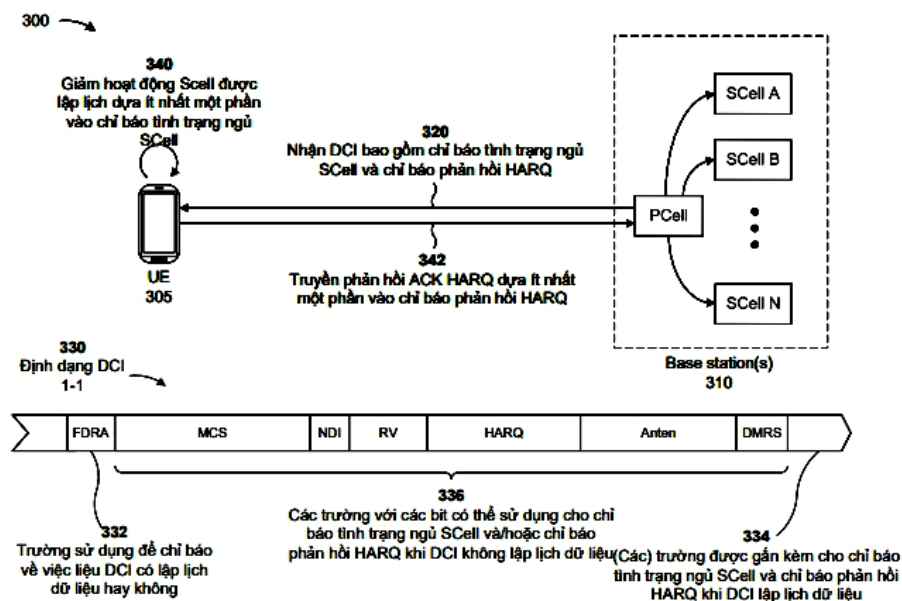 300
340
Giảm hoạt động Scell được
lập lịch dựa ít nhất một phần
vào chỉ báo tình trạng ngủ
SCell
SCell A
320
Nhận DCI bao gồm chỉ báo tình trạng ngủ
SCell và chỉ báo phản hồi HARQ
SCell B
PCell
UE
305
342
Truyền phản hồi ACK HARQ dựa ít nhất
một phần vào chỉ báo phản hồi HARQ
SCell N
Base station(s)
310
330
Định dạng DCI
1-1
FDRA MCS NDI RV HARQ Anten DMRS
332
Trường sử dụng để chỉ báo
về việc liệu DCI có lập lịch
dữ liệu hay không
336
Các trường với các bit có thể sử dụng cho chỉ
báo tình trạng ngủ SCell và/hoặc chỉ báo
phản hồi HARQ khi DCI không lập lịch dữ liệu
334
(Các) trường được gắn kèm cho chỉ báo
tình trạng ngủ SCell và chỉ báo phản hồi
HARQ khi DCI lập lịch dữ liệu